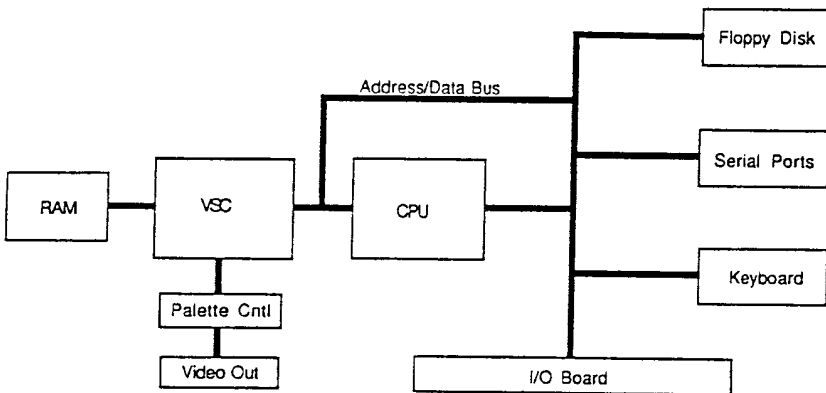 Floppy Disk
Address/Data Bus
Serial Ports
RAM
VSC
CPU
Keyboard
Palette Cntl
Video Out
I/O Board